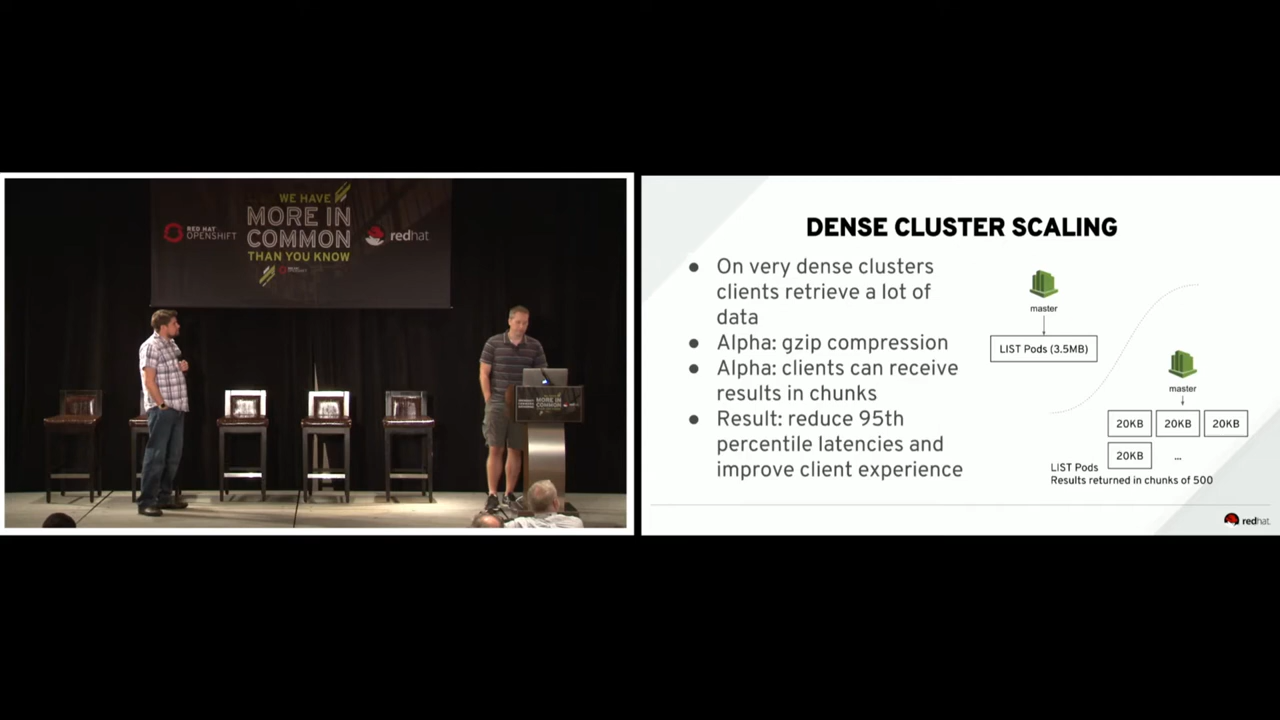 WE HAVE
MORE IN
COMMON
THAN YOU KNOW
RED HAT
OPENSHIFT
redhat
MORE IN
COMMON
DENSE CLUSTER SCALING
● On very dense clusters
clients retrieve a lot of
data
● Alpha: gzip compression
● Alpha: clients can receive
results in chunks
● Result: reduce 95th
percentile latencies and
improve client experience
master
LIST Pods (3.5MB)
master
20KB 20KB 20KB
20KB ...
LIST Pods
Results returned in chunks of 500
redhat